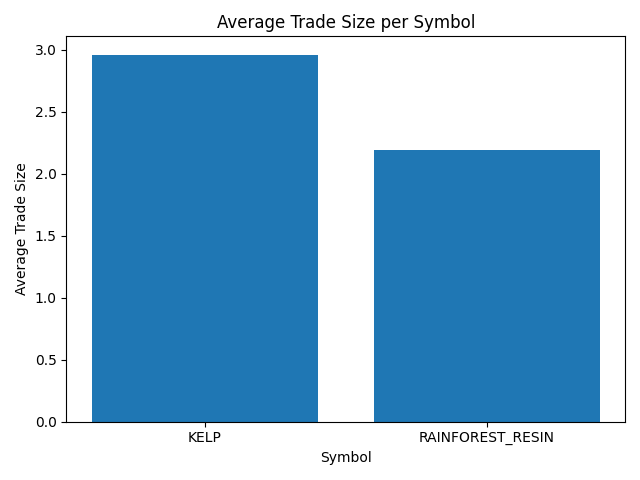 Average Trade Size per Symbol
3.0
2.5
2.0
1.5
1.0
0.5
0.0
Average Trade Size
KELP
RAINFOREST_RESIN
Symbol